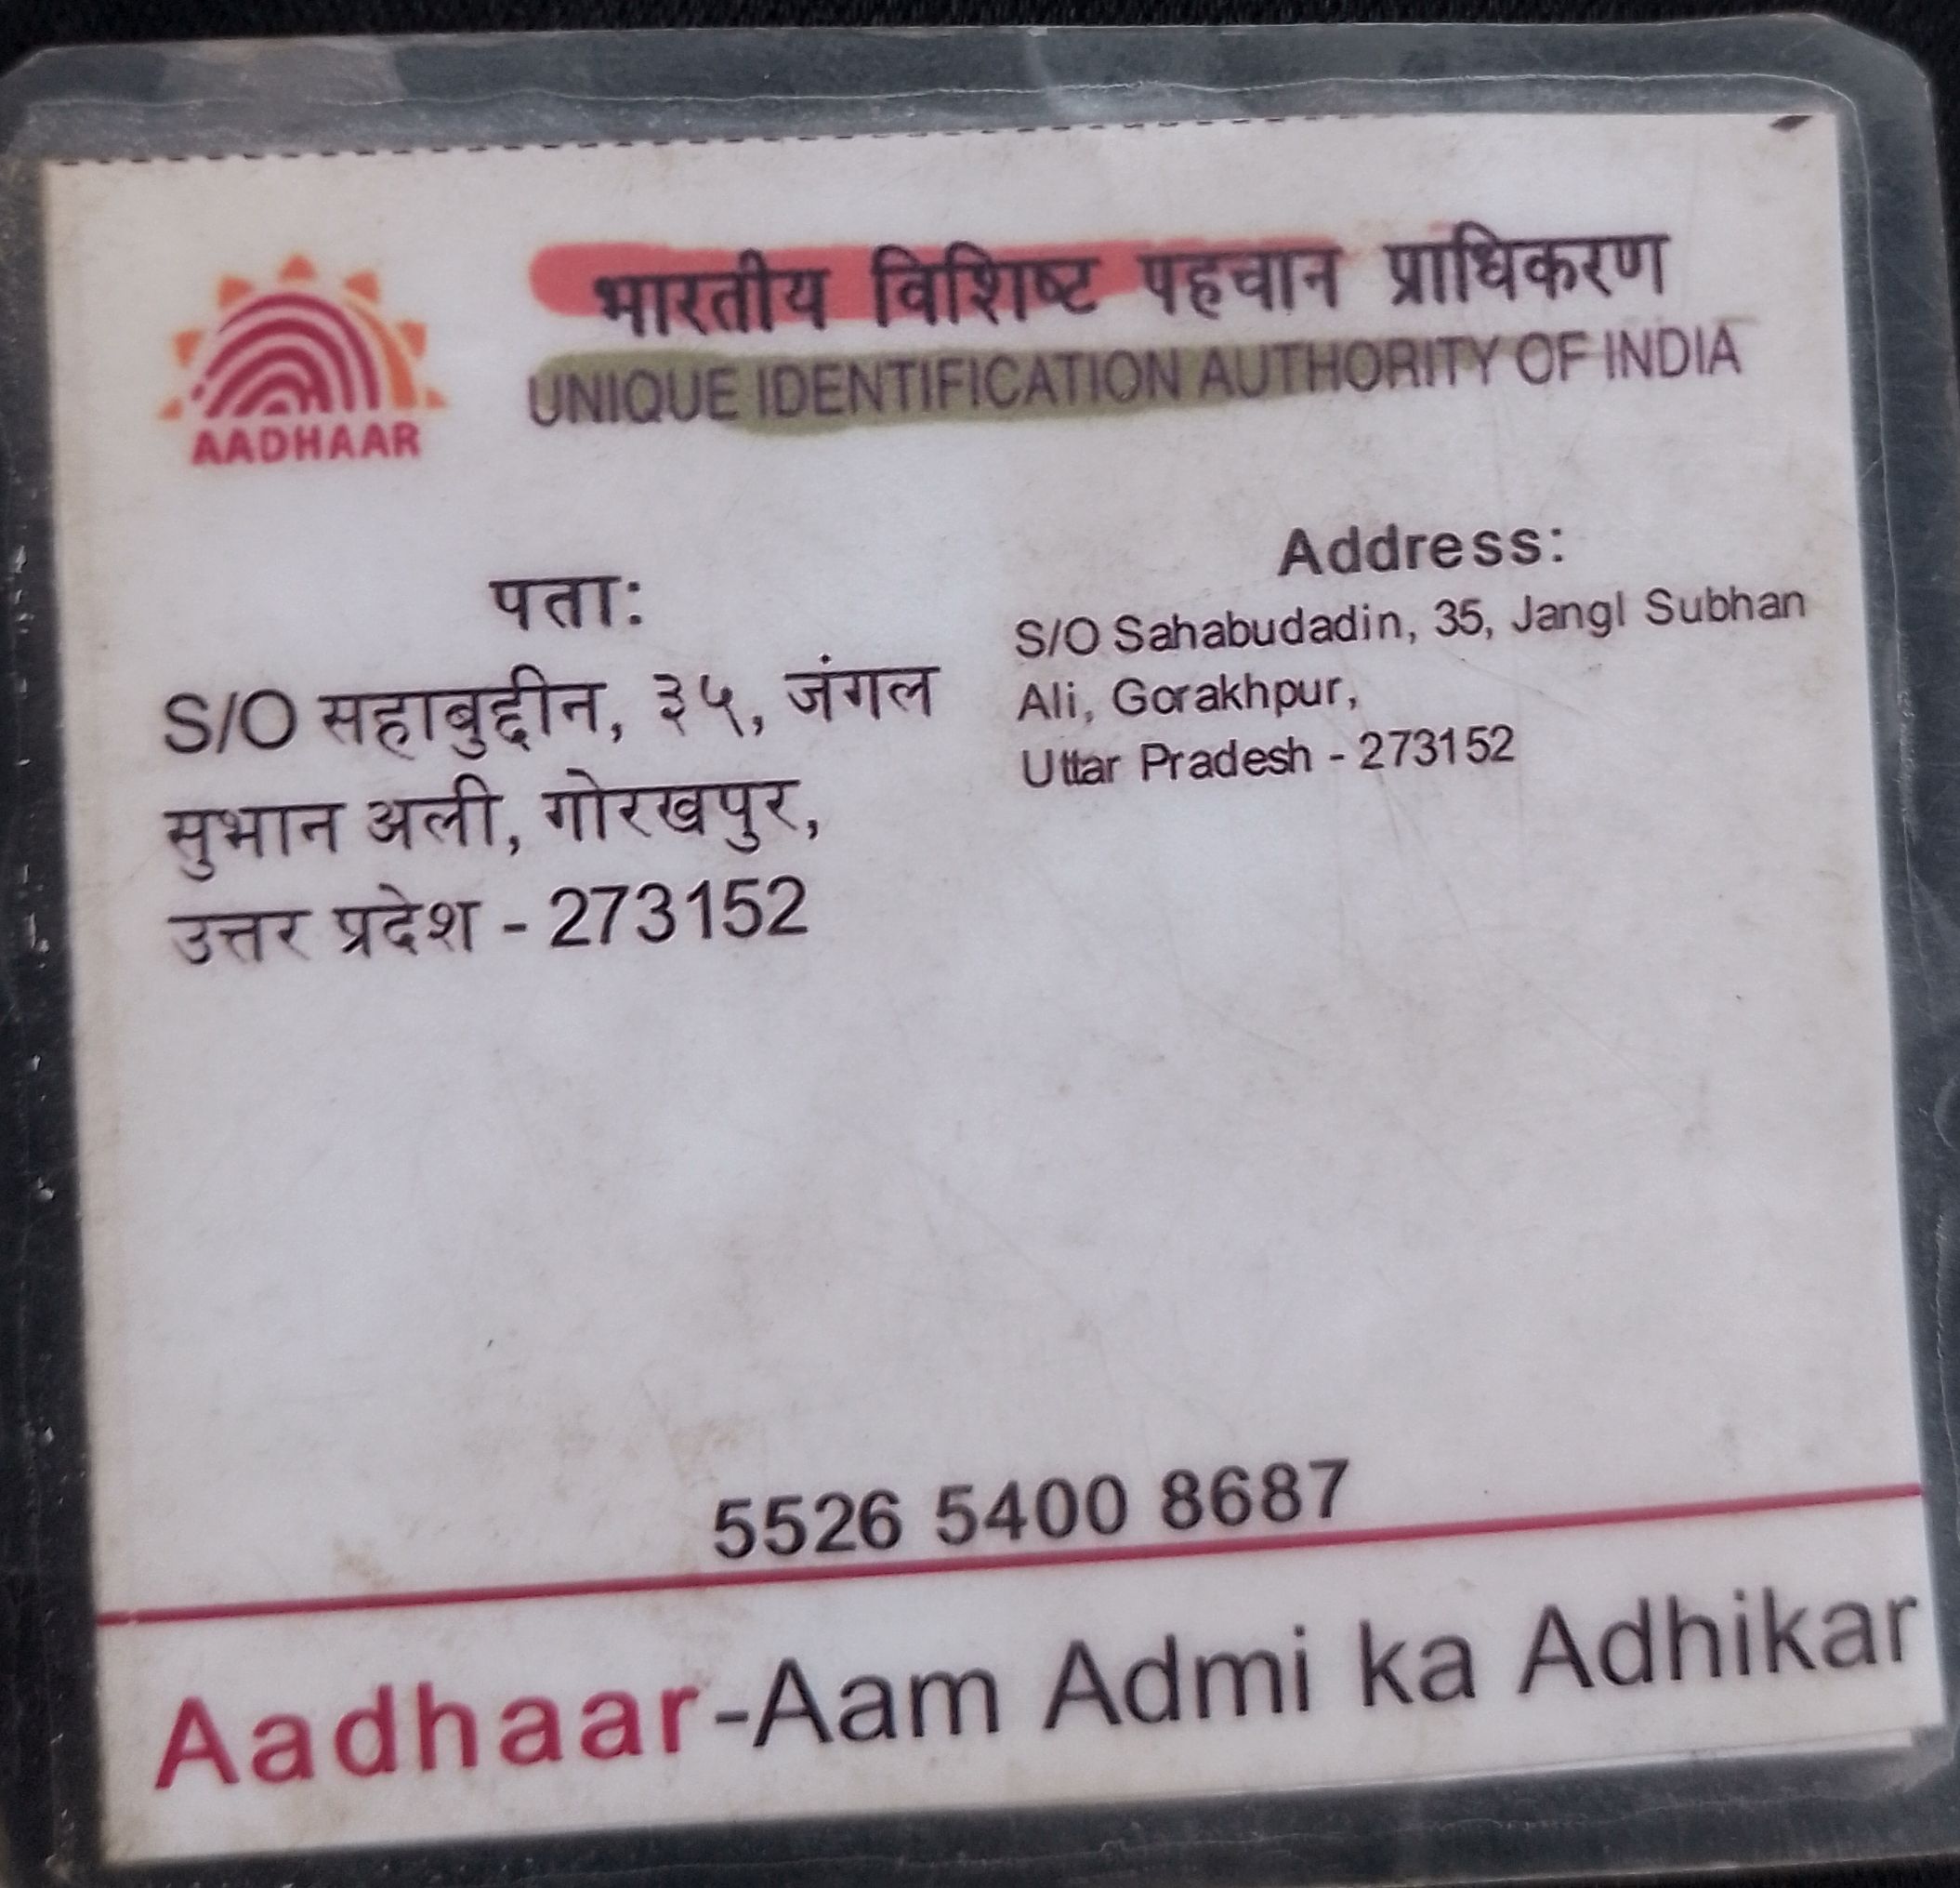 भारतीय विशिष्ट पहचान प्राधिकरण
UNIQUE IDENTIFICATION AUTHORITY OF INDIA
AADHAAR
पता:
S/O सहाबुद्दीन, ३५, जंगल
सुभान अली, गोरखपुर,
उत्तर प्रदेश - 273152
Address:
S/O Sahabudadin, 35, Jangl Subhan
Ali, Gorakhpur,
Uttar Pradesh - 273152
5526 5400 8687
Aadhaar-Aam Admi ka Adhikar